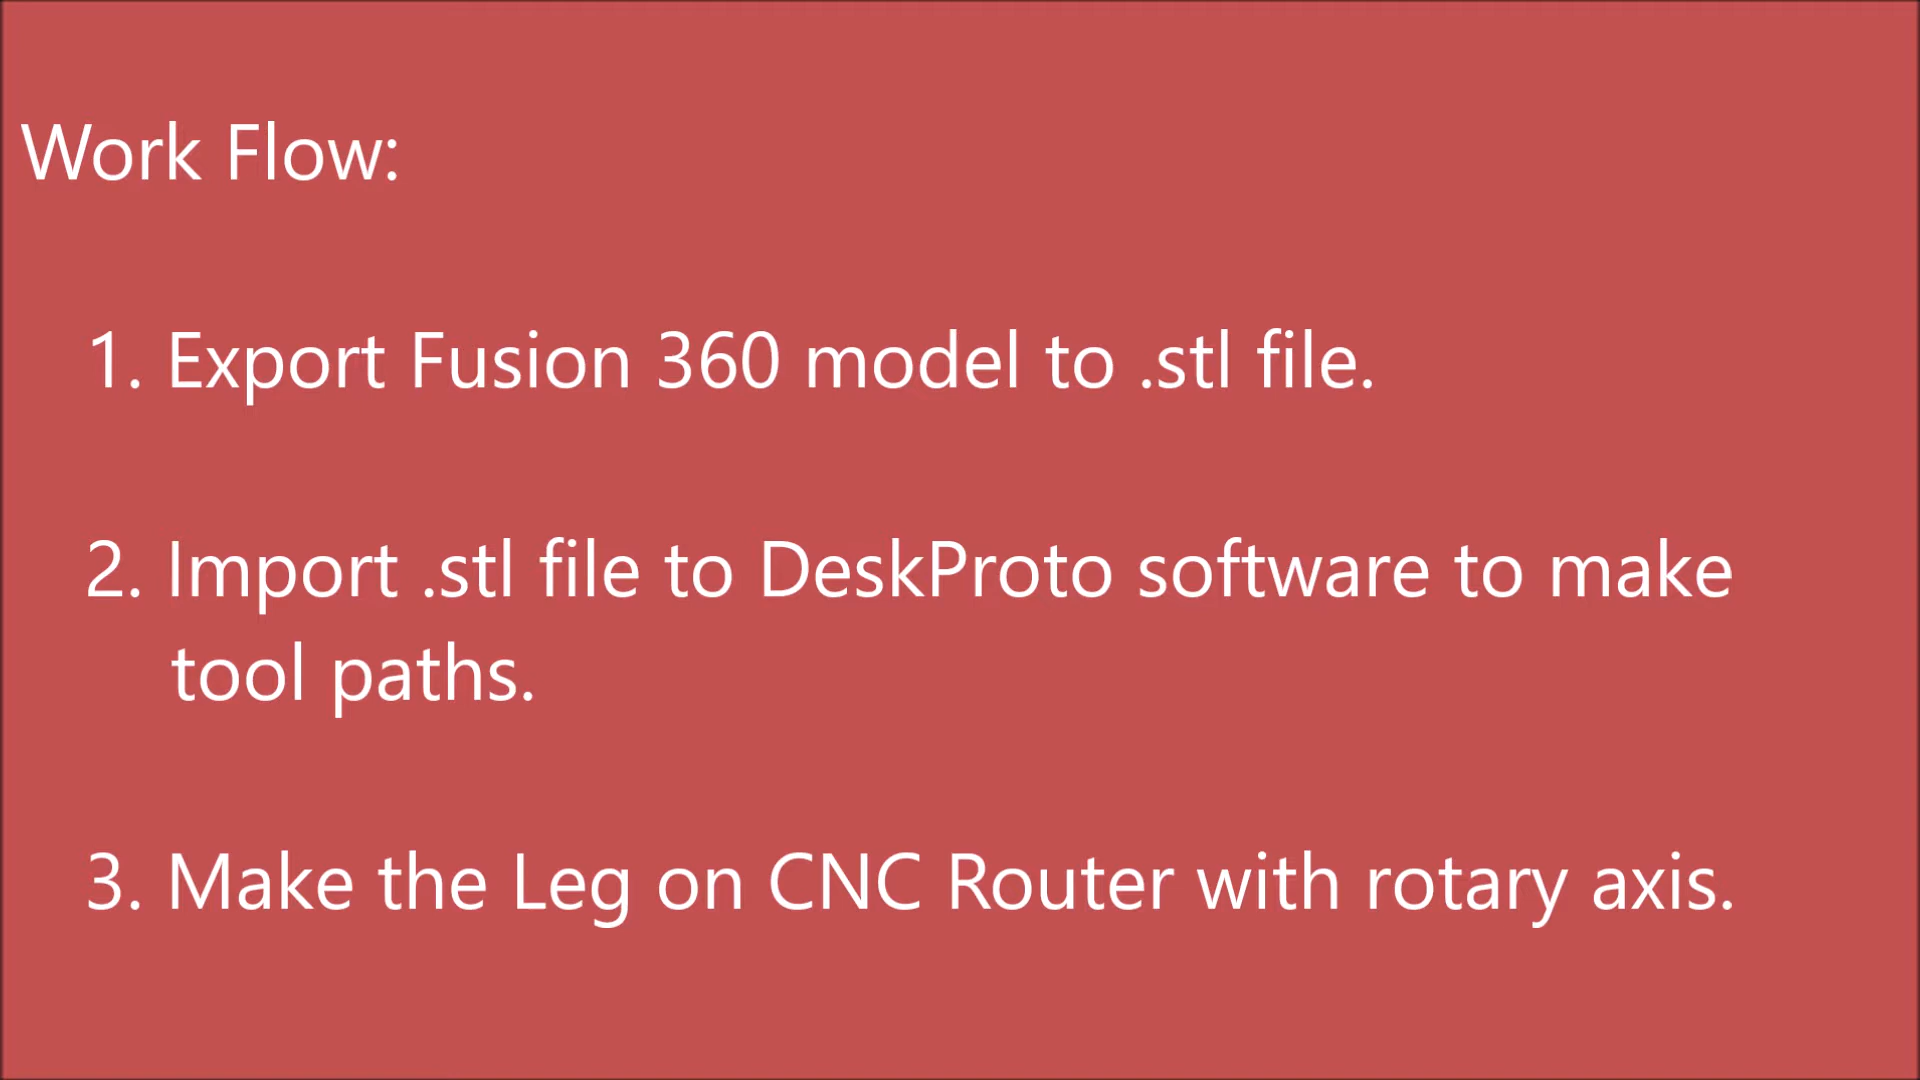 Work Flow:
1. Export Fusion 360 model to .stl file.
2. Import .stl file to DeskProto software to make
tool paths.
3. Make the Leg on CNC Router with rotary axis.